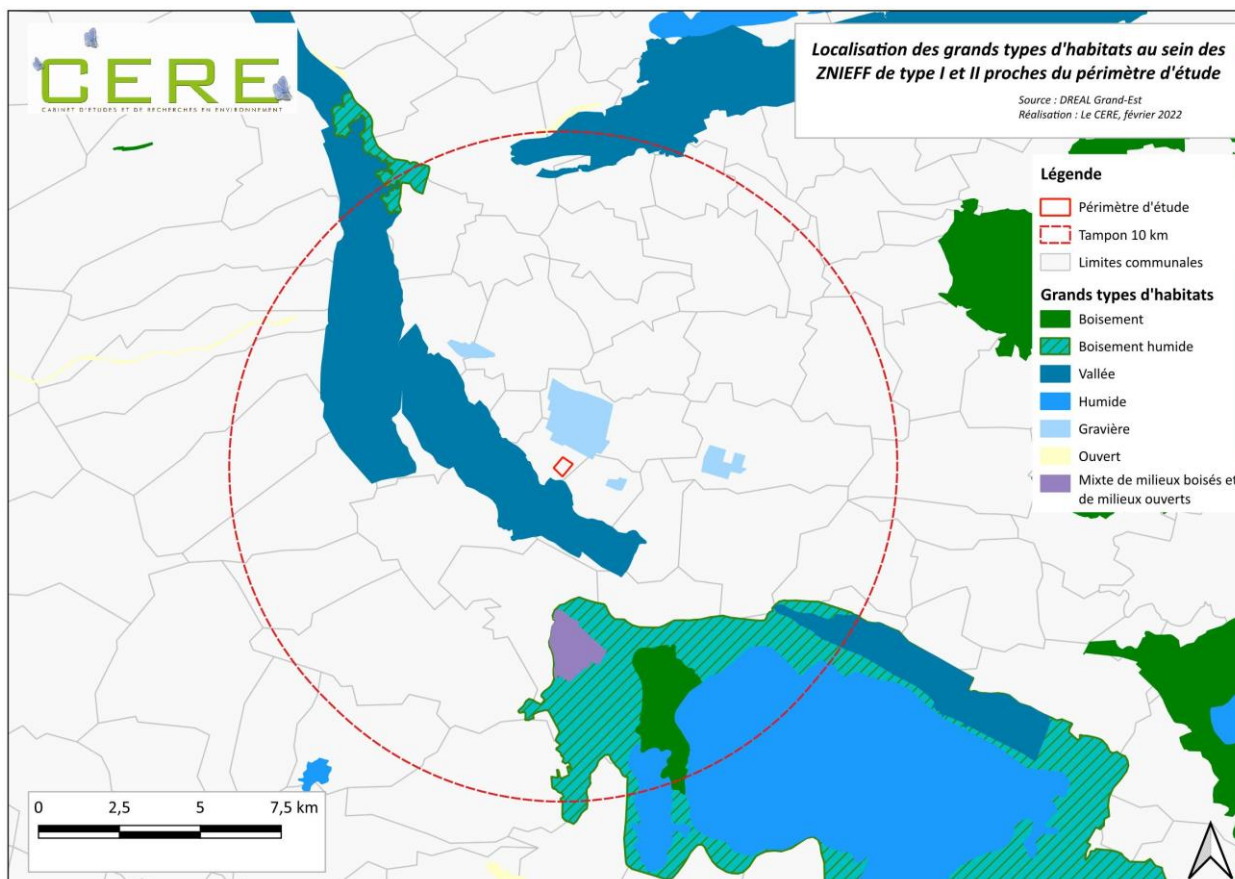 CERE
CABINET D'ÉTUDES ET DE RECHERCHES EN ENVIRONNEMENT
Localisation des grands types d'habitats au sein des
ZNIEFF de type I et II proches du périmètre d'étude
Source : DREAL Grand-Est
Réalisation : Le CERE, février 2022
Légende
Périmètre d'étude
Tampon 10 km
Limites communales
Grands types d'habitats
Boisement
Boisement humide
Vallée
Humide
Gravière
Ouvert
Mixte de milieux boisés et
de milieux ouverts
0 2,5 5 7,5 km